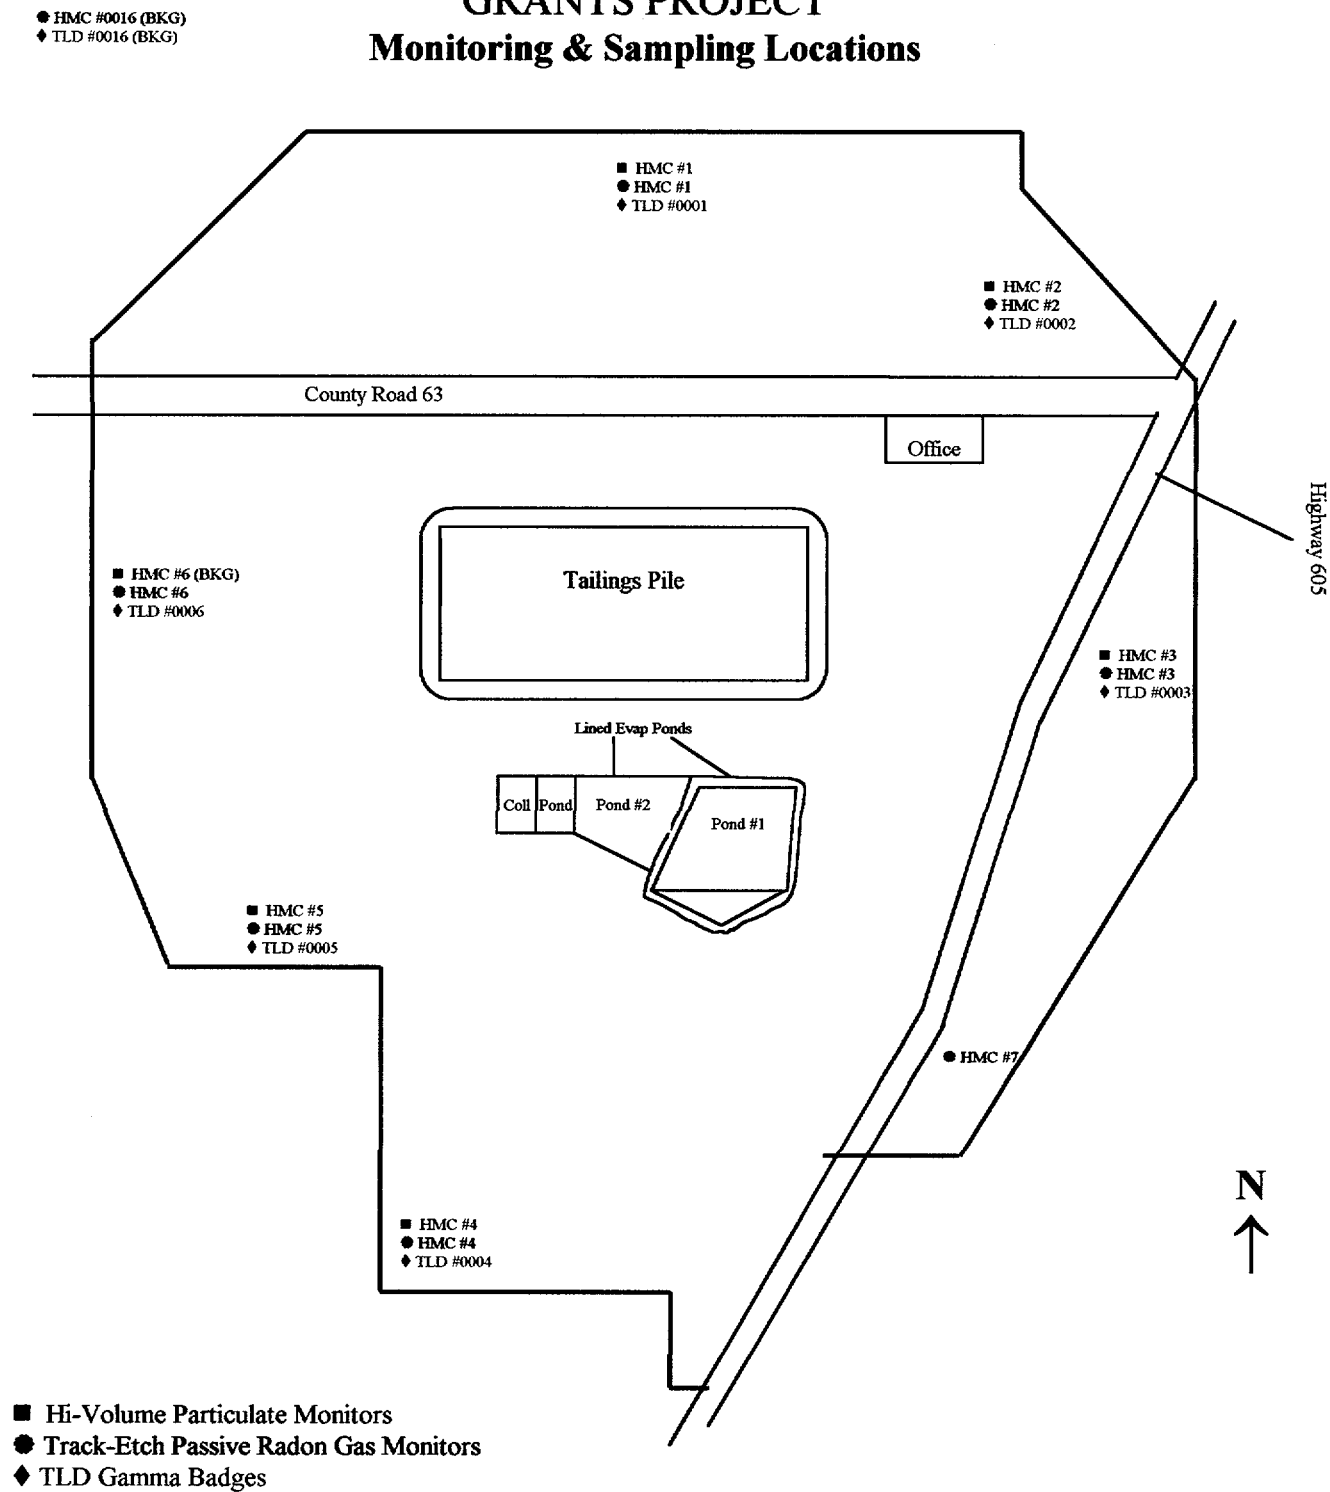 GRANTS PROJECT
HMC #0016 (BKG)
TLD #0016 (BKG)
Monitoring & Sampling Locations
HMC #1
HMC #1
TLD #0001
HMC #2
HMC #2
TLD #0002
County Road 63
Office
Highway 605
Tailings Pile
HMC #6 (BKG)
HMC #6
TLD #0006
HMC #3
HMC #3
TLD #0003
Lined Evap Ponds
Coll Pond Pond #2
Pond #1
HMC #5
HMC #5
TLD #0005
HMC #7
N
HMC #4
HMC #4
TLD #0004
Hi-Volume Particulate Monitors
Track-Etch Passive Radon Gas Monitors
TLD Gamma Badges